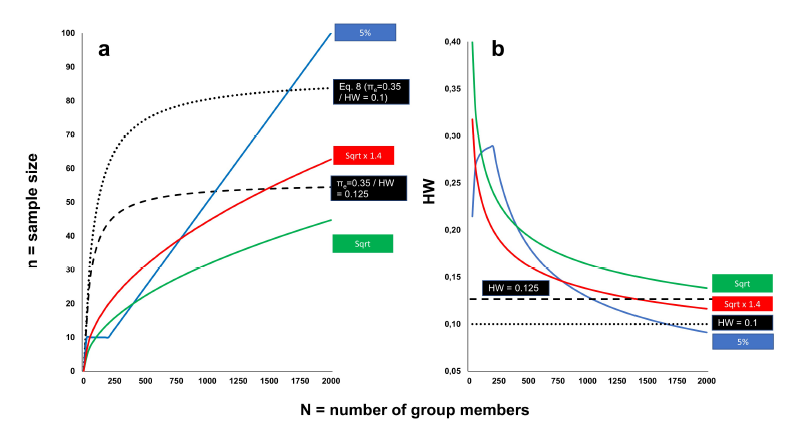 a
100
90
80
70
60
50
40
30
20
10
0
0 250 500 750 1000 1250 1500 1750 2000
n = sample size
5%
Eq. 8 (πe=0.35
/ HW = 0.1)
Sqrt x 1.4
πe=0.35 / HW
= 0.125
Sqrt
b
0,40
0,35
0,30
0,25
0,20
0,15
0,10
0,05
0 250 500 750 1000 1250 1500 1750 2000
HW
HW = 0.125
Sqrt
Sqrt x 1.4
HW = 0.1
5%
N = number of group members